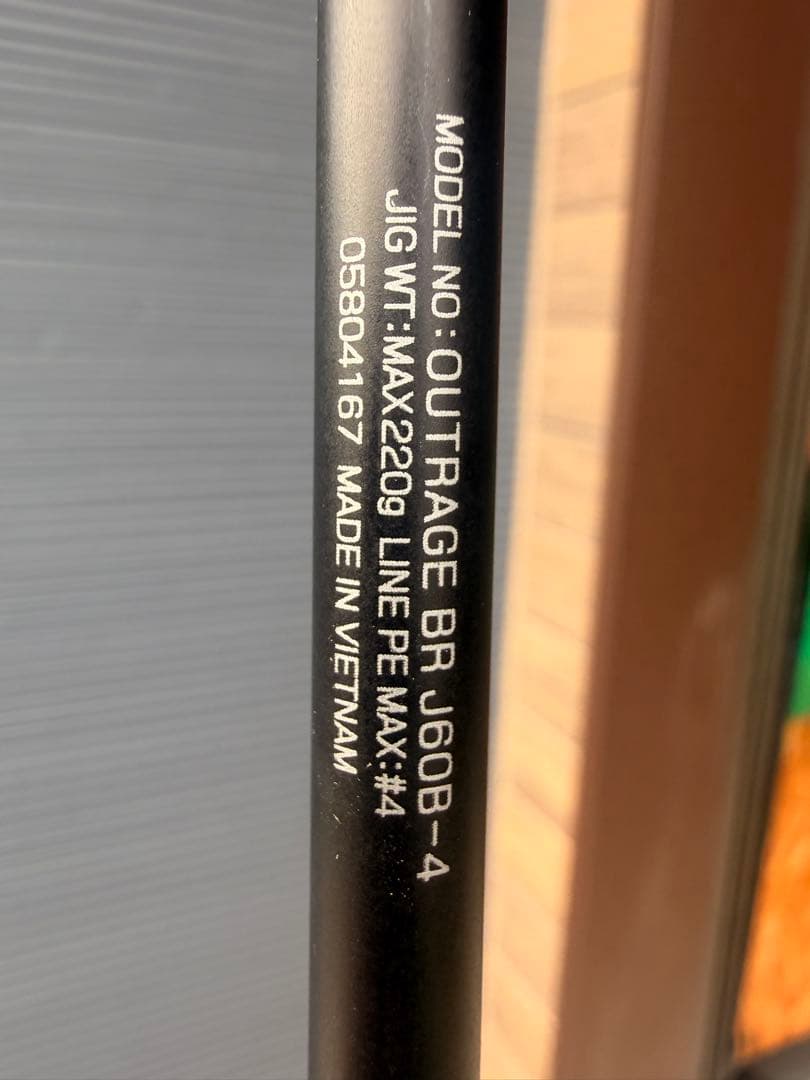 MODEL NO:OUTRAGE BR J60B-4
JIG WT:MAX220g LINE PE MAX:#4
05804167 MADE IN VIETNAM